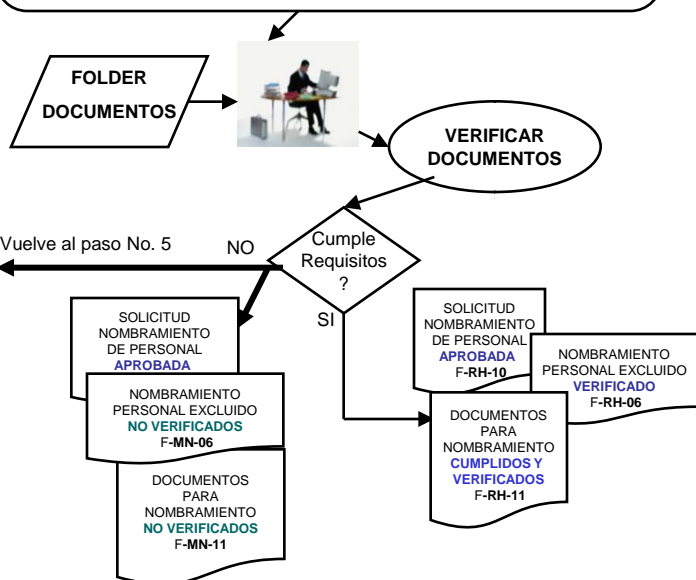 FOLDER
DOCUMENTOS
VERIFICAR
DOCUMENTOS
Vuelve al paso No. 5
NO
Cumple
Requisitos
?
SI
SOLICITUD
NOMBRAMIENTO
DE PERSONAL
APROBADA
NOMBRAMIENTO
PERSONAL EXCLUIDO
NO VERIFICADOS
F-MN-06
DOCUMENTOS
PARA
NOMBRAMIENTO
NO VERIFICADOS
F-MN-11
SOLICITUD
NOMBRAMIENTO
DE PERSONAL
APROBADA
F-RH-10
NOMBRAMIENTO
PERSONAL EXCLUIDO
VERIFICADO
F-RH-06
DOCUMENTOS
PARA
NOMBRAMIENTO
CUMPLIDOS Y
VERIFICADOS
F-RH-11